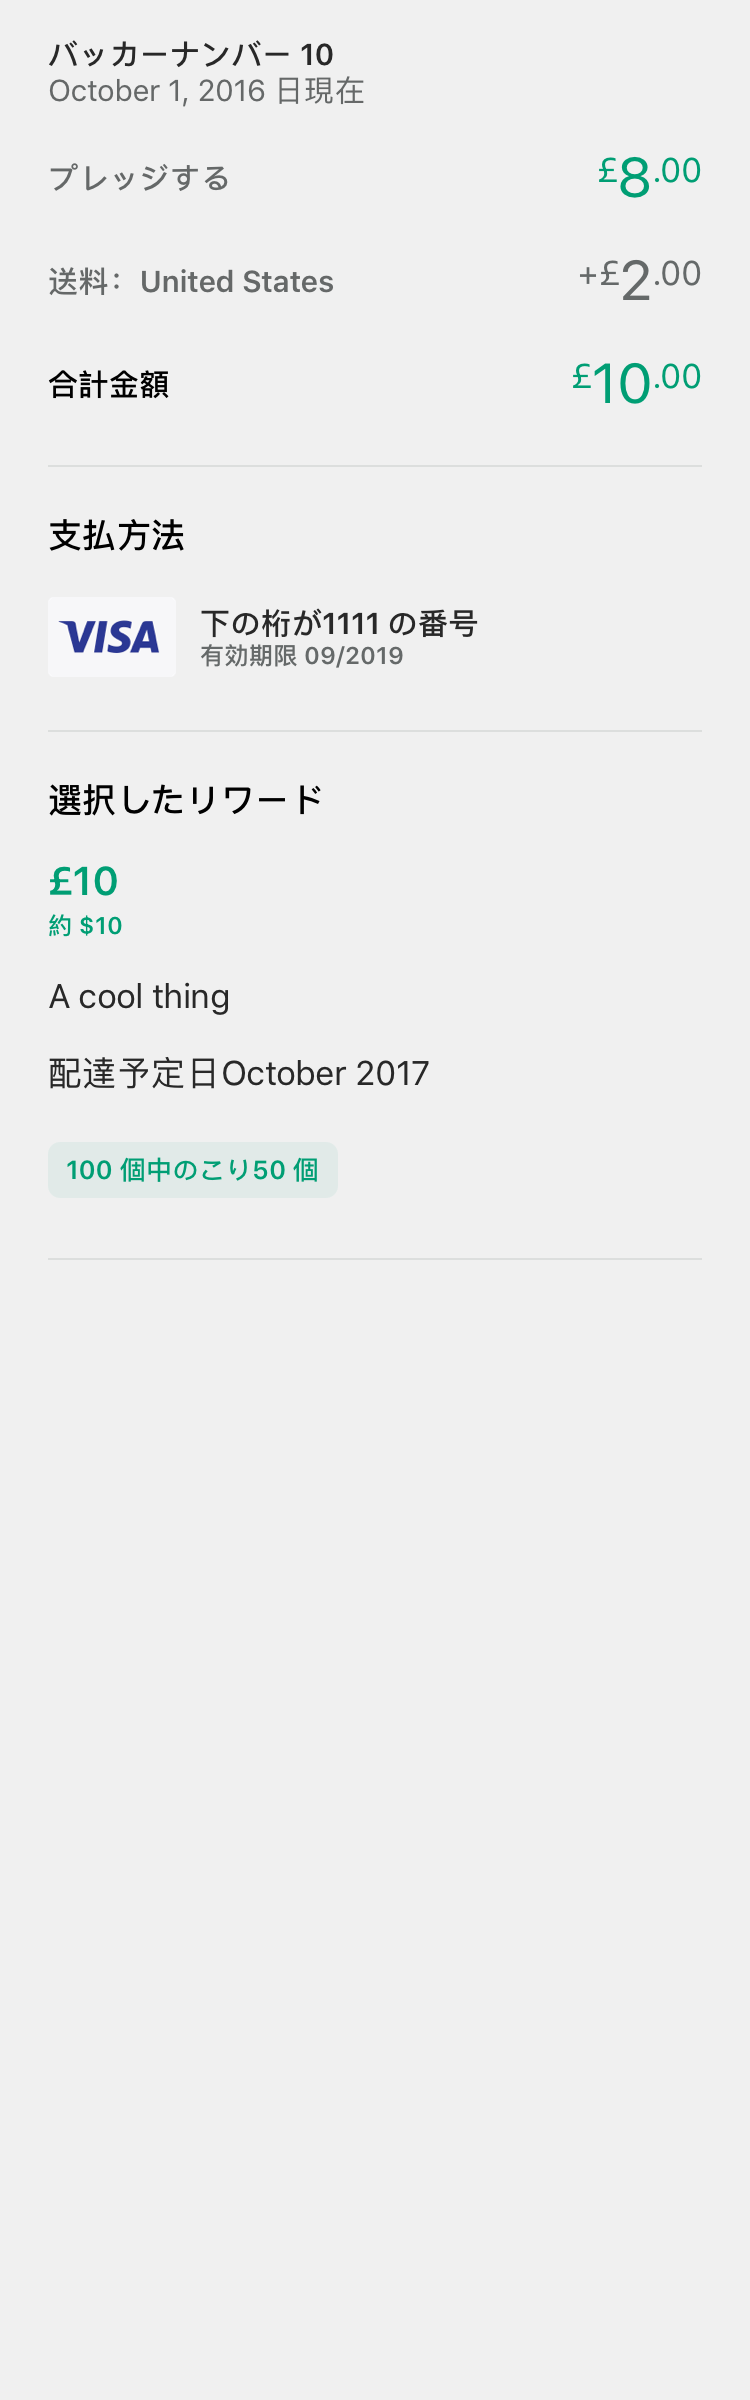 バッカーナンバー 10
October 1, 2016 日現在
プレッジする £8.00
送料： United States +£2.00
合計金額 £10.00
支払方法
VISA 下の桁が1111 の番号
有効期限 09/2019
選択したリワード
£10
約 $10
A cool thing
配達予定日October 2017
100 個中のこり50 個